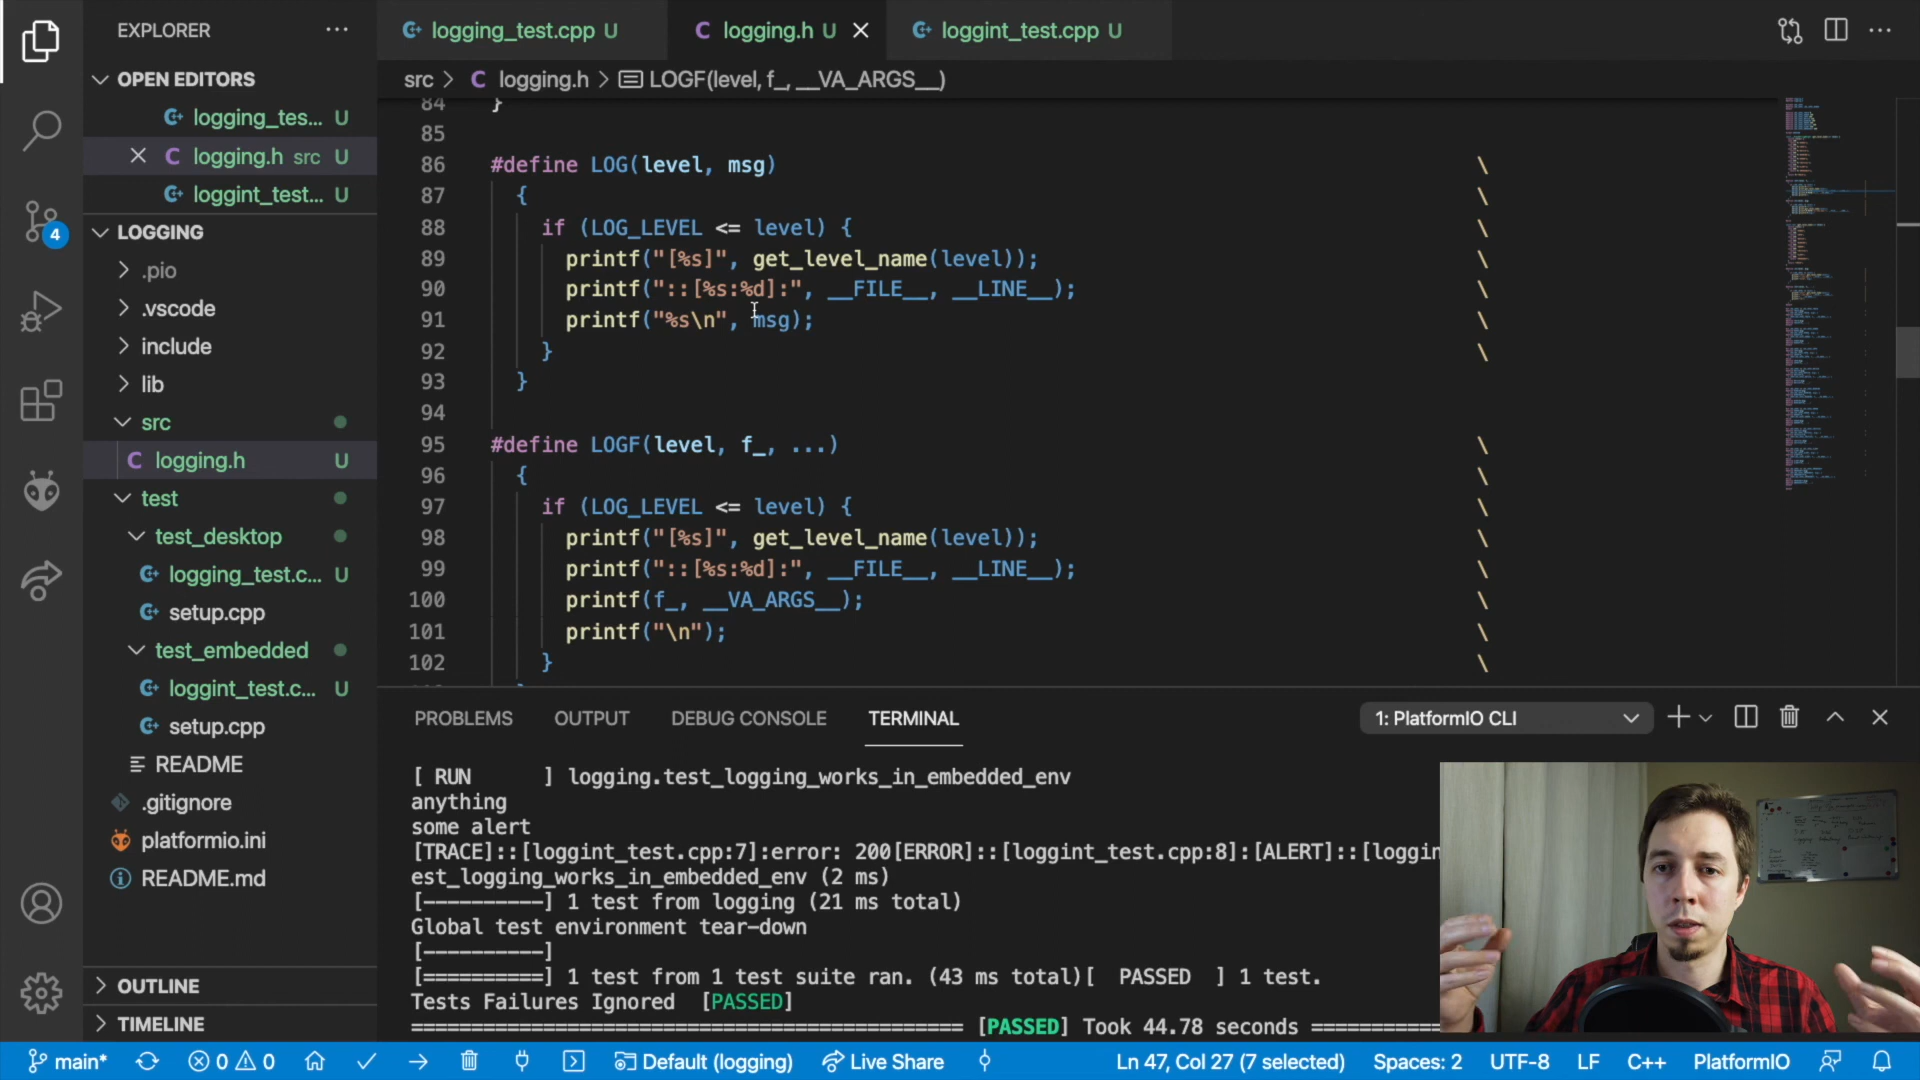 EXPLORER
···
logging_test.cpp U
logging.h U
loggint_test.cpp U
OPEN EDITORS
src > C logging.h > LOGF(level, f_, __VA_ARGS__)
logging_tes... U
C logging.h src U
loggint_test... U
LOGGING
.pio
.vscode
include
lib
src
C logging.h U
test
test_desktop
logging_test.c... U
setup.cpp
test_embedded
loggint_test.c... U
setup.cpp
README
.gitignore
platformio.ini
README.md
OUTLINE
TIMELINE
4
84 }
85
86 #define LOG(level, msg) \
87 { \
88 if (LOG_LEVEL <= level) { \
89 printf("[%s]", get_level_name(level)); \
90 printf("::[%s:%d]:", __FILE__, __LINE__); \
91 printf("%s\n", msg); \
92 } \
93 }
94
95 #define LOGF(level, f_, ...) \
96 { \
97 if (LOG_LEVEL <= level) { \
98 printf("[%s]", get_level_name(level)); \
99 printf("::[%s:%d]:", __FILE__, __LINE__); \
100 printf(f_, __VA_ARGS__); \
101 printf("\n"); \
102 } \
PROBLEMS OUTPUT DEBUG CONSOLE TERMINAL 1: PlatformIO CLI
[ RUN      ] logging.test_logging_works_in_embedded_env
anything
some alert
[TRACE]::[loggint_test.cpp:7]:error: 200[ERROR]::[loggint_test.cpp:8]:[ALERT]::[loggin
est_logging_works_in_embedded_env (2 ms)
[----------] 1 test from logging (21 ms total)
Global test environment tear-down
[----------]
[==========] 1 test from 1 test suite ran. (43 ms total)[  PASSED  ] 1 test.
Tests Failures Ignored  [PASSED]
============================================ [PASSED] Took 44.78 seconds ===========
main* 0 0 Default (logging) Live Share Ln 47, Col 27 (7 selected) Spaces: 2 UTF-8 LF C++ PlatformIO